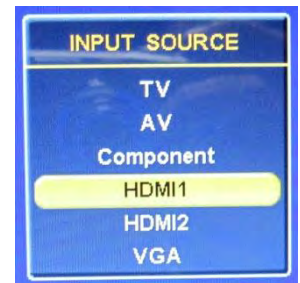 INPUT SOURCE
TV
AV
Component
HDMI1
HDMI2
VGA